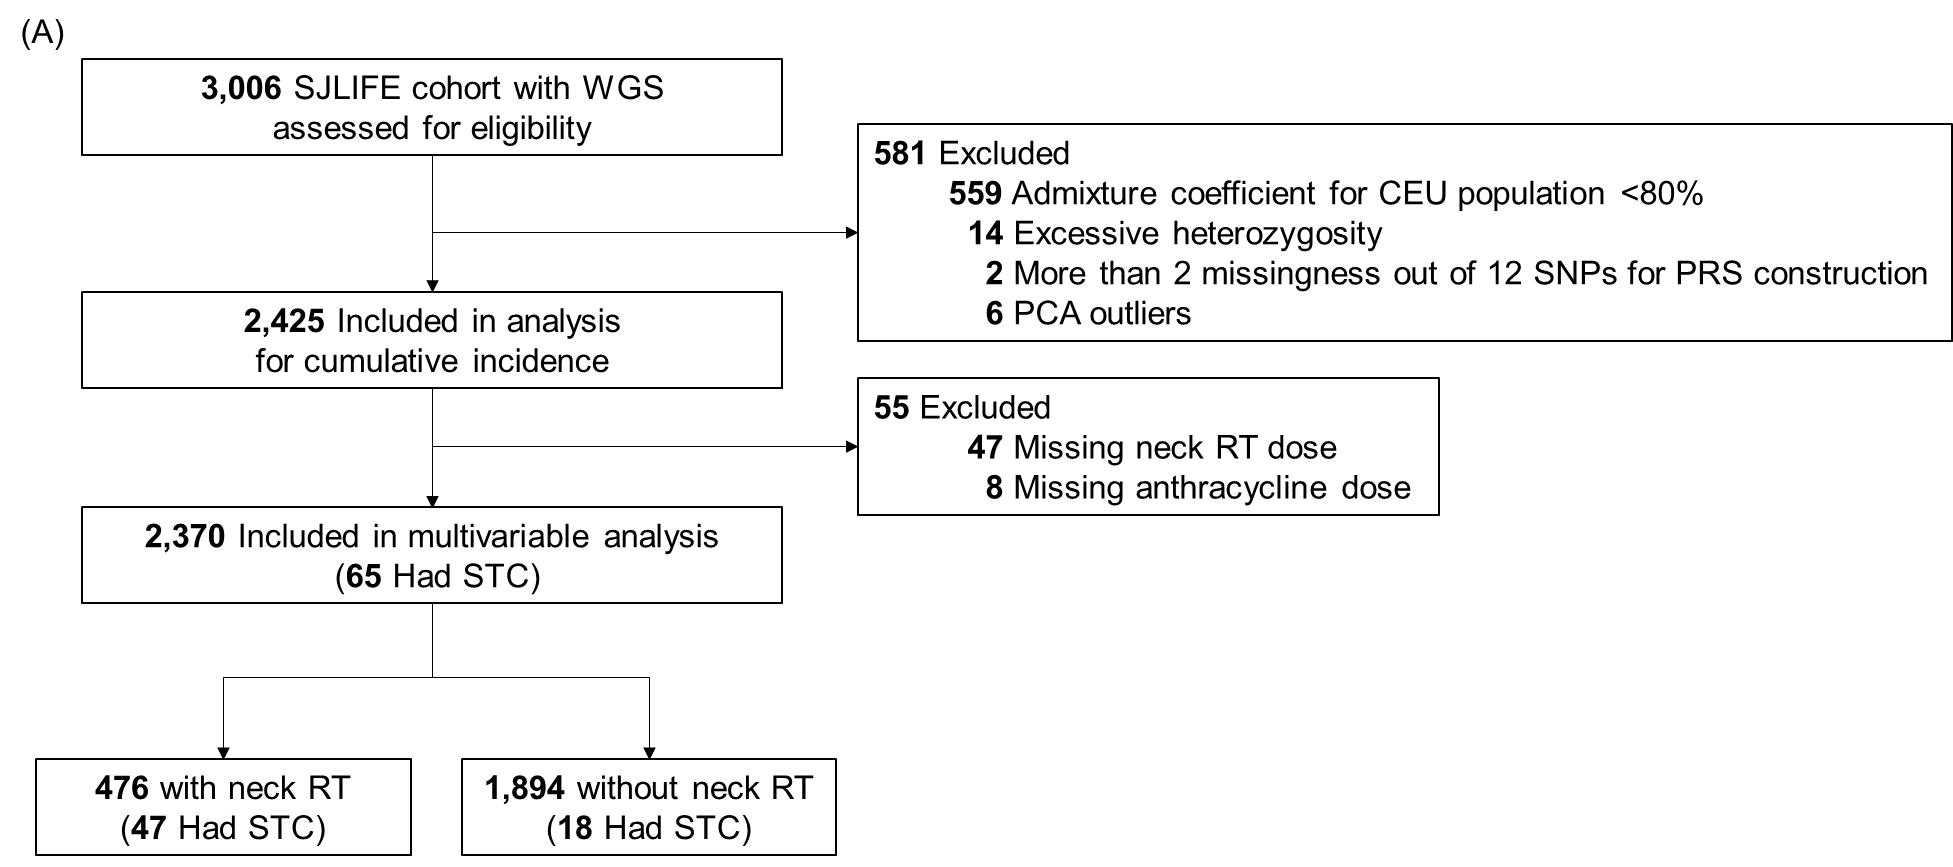 (A)
3,006 SJLIFE cohort with WGS
assessed for eligibility
581 Excluded
559 Admixture coefficient for CEU population <80%
14 Excessive heterozygosity
2 More than 2 missingness out of 12 SNPs for PRS construction
6 PCA outliers
2,425 Included in analysis
for cumulative incidence
55 Excluded
47 Missing neck RT dose
8 Missing anthracycline dose
2,370 Included in multivariable analysis
(65 Had STC)
476 with neck RT
(47 Had STC)
1,894 without neck RT
(18 Had STC)